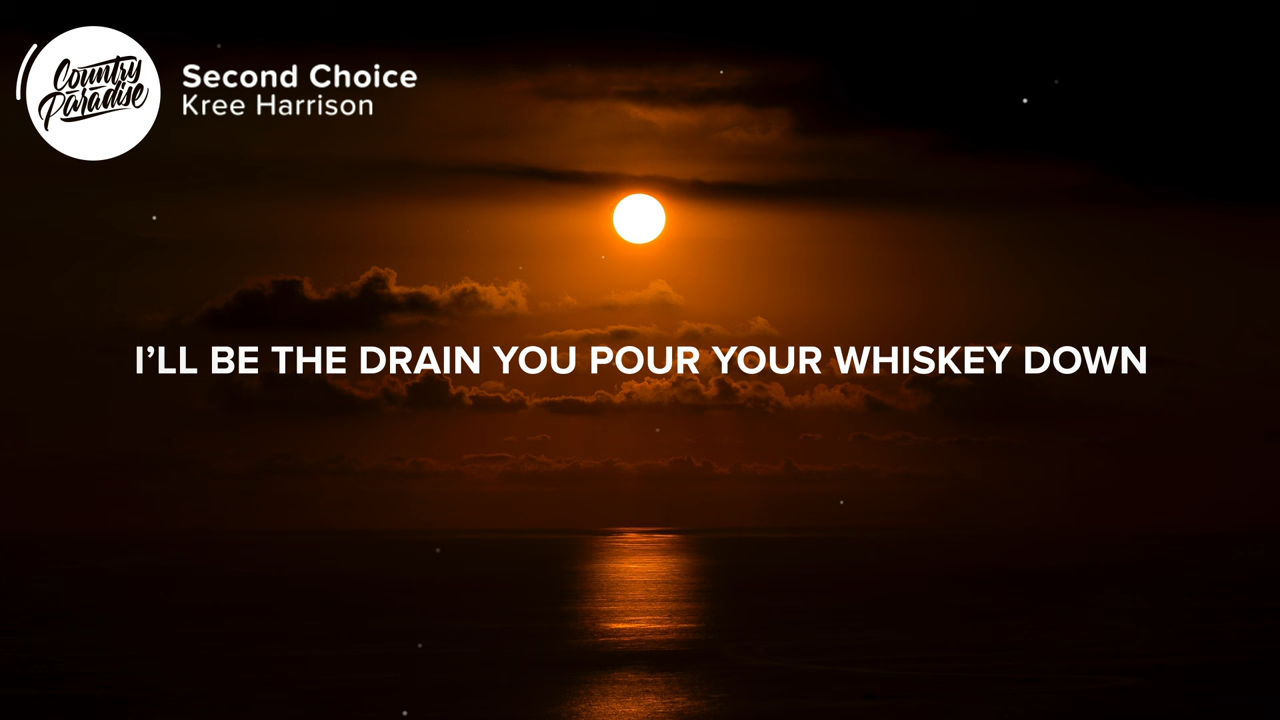 Country
Paradise
Second Choice
Kree Harrison
I’LL BE THE DRAIN YOU POUR YOUR WHISKEY DOWN